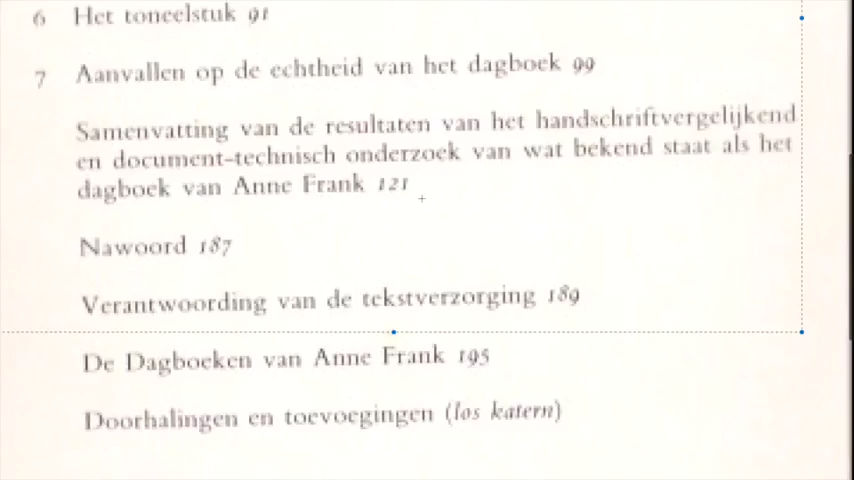 6 Het toneelstuk 91
7 Aanvallen op de echtheid van het dagboek 99
Samenvatting van de resultaten van het handschriftvergelijkend
en document-technisch onderzoek van wat bekend staat als het
dagboek van Anne Frank 121
Nawoord 187
Verantwoording van de tekstverzorging 189
De Dagboeken van Anne Frank 195
Doorhalingen en toevoegingen (los katern)